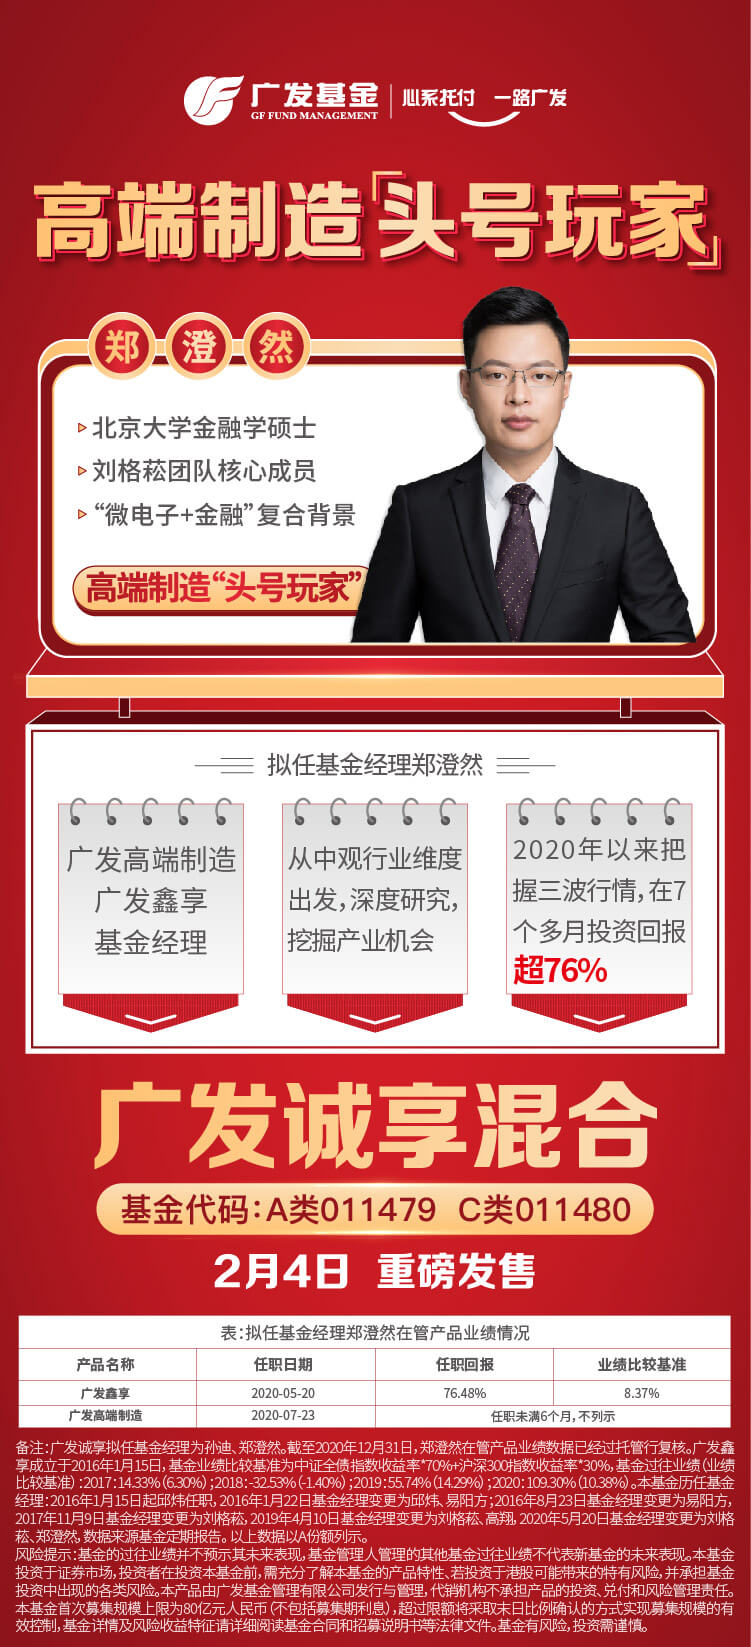 广发基金
GF FUND MANAGEMENT
心系托付 一路广发
高端制造「头号玩家」
郑澄然
北京大学金融学硕士
刘格菘团队核心成员
“微电子+金融”复合背景
高端制造“头号玩家”
拟任基金经理郑澄然
广发高端制造
广发鑫享
基金经理
从中观行业维度
出发,深度研究,
挖掘产业机会
2020年以来把
握三波行情,在7
个多月投资回报
超76%
广发诚享混合
基金代码:A类011479 C类011480
2月4日 重磅发售
表:拟任基金经理郑澄然在管产品业绩情况
产品名称 任职日期 任职回报 业绩比较基准
广发鑫享 2020-05-20 76.48% 8.37%
广发高端制造 2020-07-23 任职未满6个月,不列示
备注:广发诚享拟任基金经理为孙迪、郑澄然。截至2020年12月31日,郑澄然在管产品业绩数据已经过托管行复核。广发鑫
享成立于2016年1月15日,基金业绩比较基准为中证全债指数收益率*70%+沪深300指数收益率*30%,基金过往业绩(业绩
比较基准):2017:14.33%(6.30%);2018:-32.53%(-1.40%);2019:55.74%(14.29%);2020:109.30%(10.38%)。本基金历任基金
经理:2016年1月15日起邱炜任职,2016年1月22日基金经理变更为邱炜、易阳方;2016年8月23日基金经理变更为易阳方,
2017年11月9日基金经理变更为刘格菘,2019年4月10日基金经理变更为刘格菘、高翔,2020年5月20日基金经理变更为刘格
菘、郑澄然,数据来源基金定期报告。以上数据以A份额列示。
风险提示:基金的过往业绩并不预示其未来表现,基金管理人管理的其他基金过往业绩不代表新基金的未来表现。本基金
投资于证券市场,投资者在投资本基金前,需充分了解本基金的产品特性、若投资于港股可能带来的特有风险,并承担基金
投资中出现的各类风险。本产品由广发基金管理有限公司发行与管理,代销机构不承担产品的投资、兑付和风险管理责任。
本基金首次募集规模上限为80亿元人民币(不包括募集期利息),超过限额将采取末日比例确认的方式实现募集规模的有
效控制,基金详情及风险收益特征请详细阅读基金合同和招募说明书等法律文件。基金有风险,投资需谨慎。